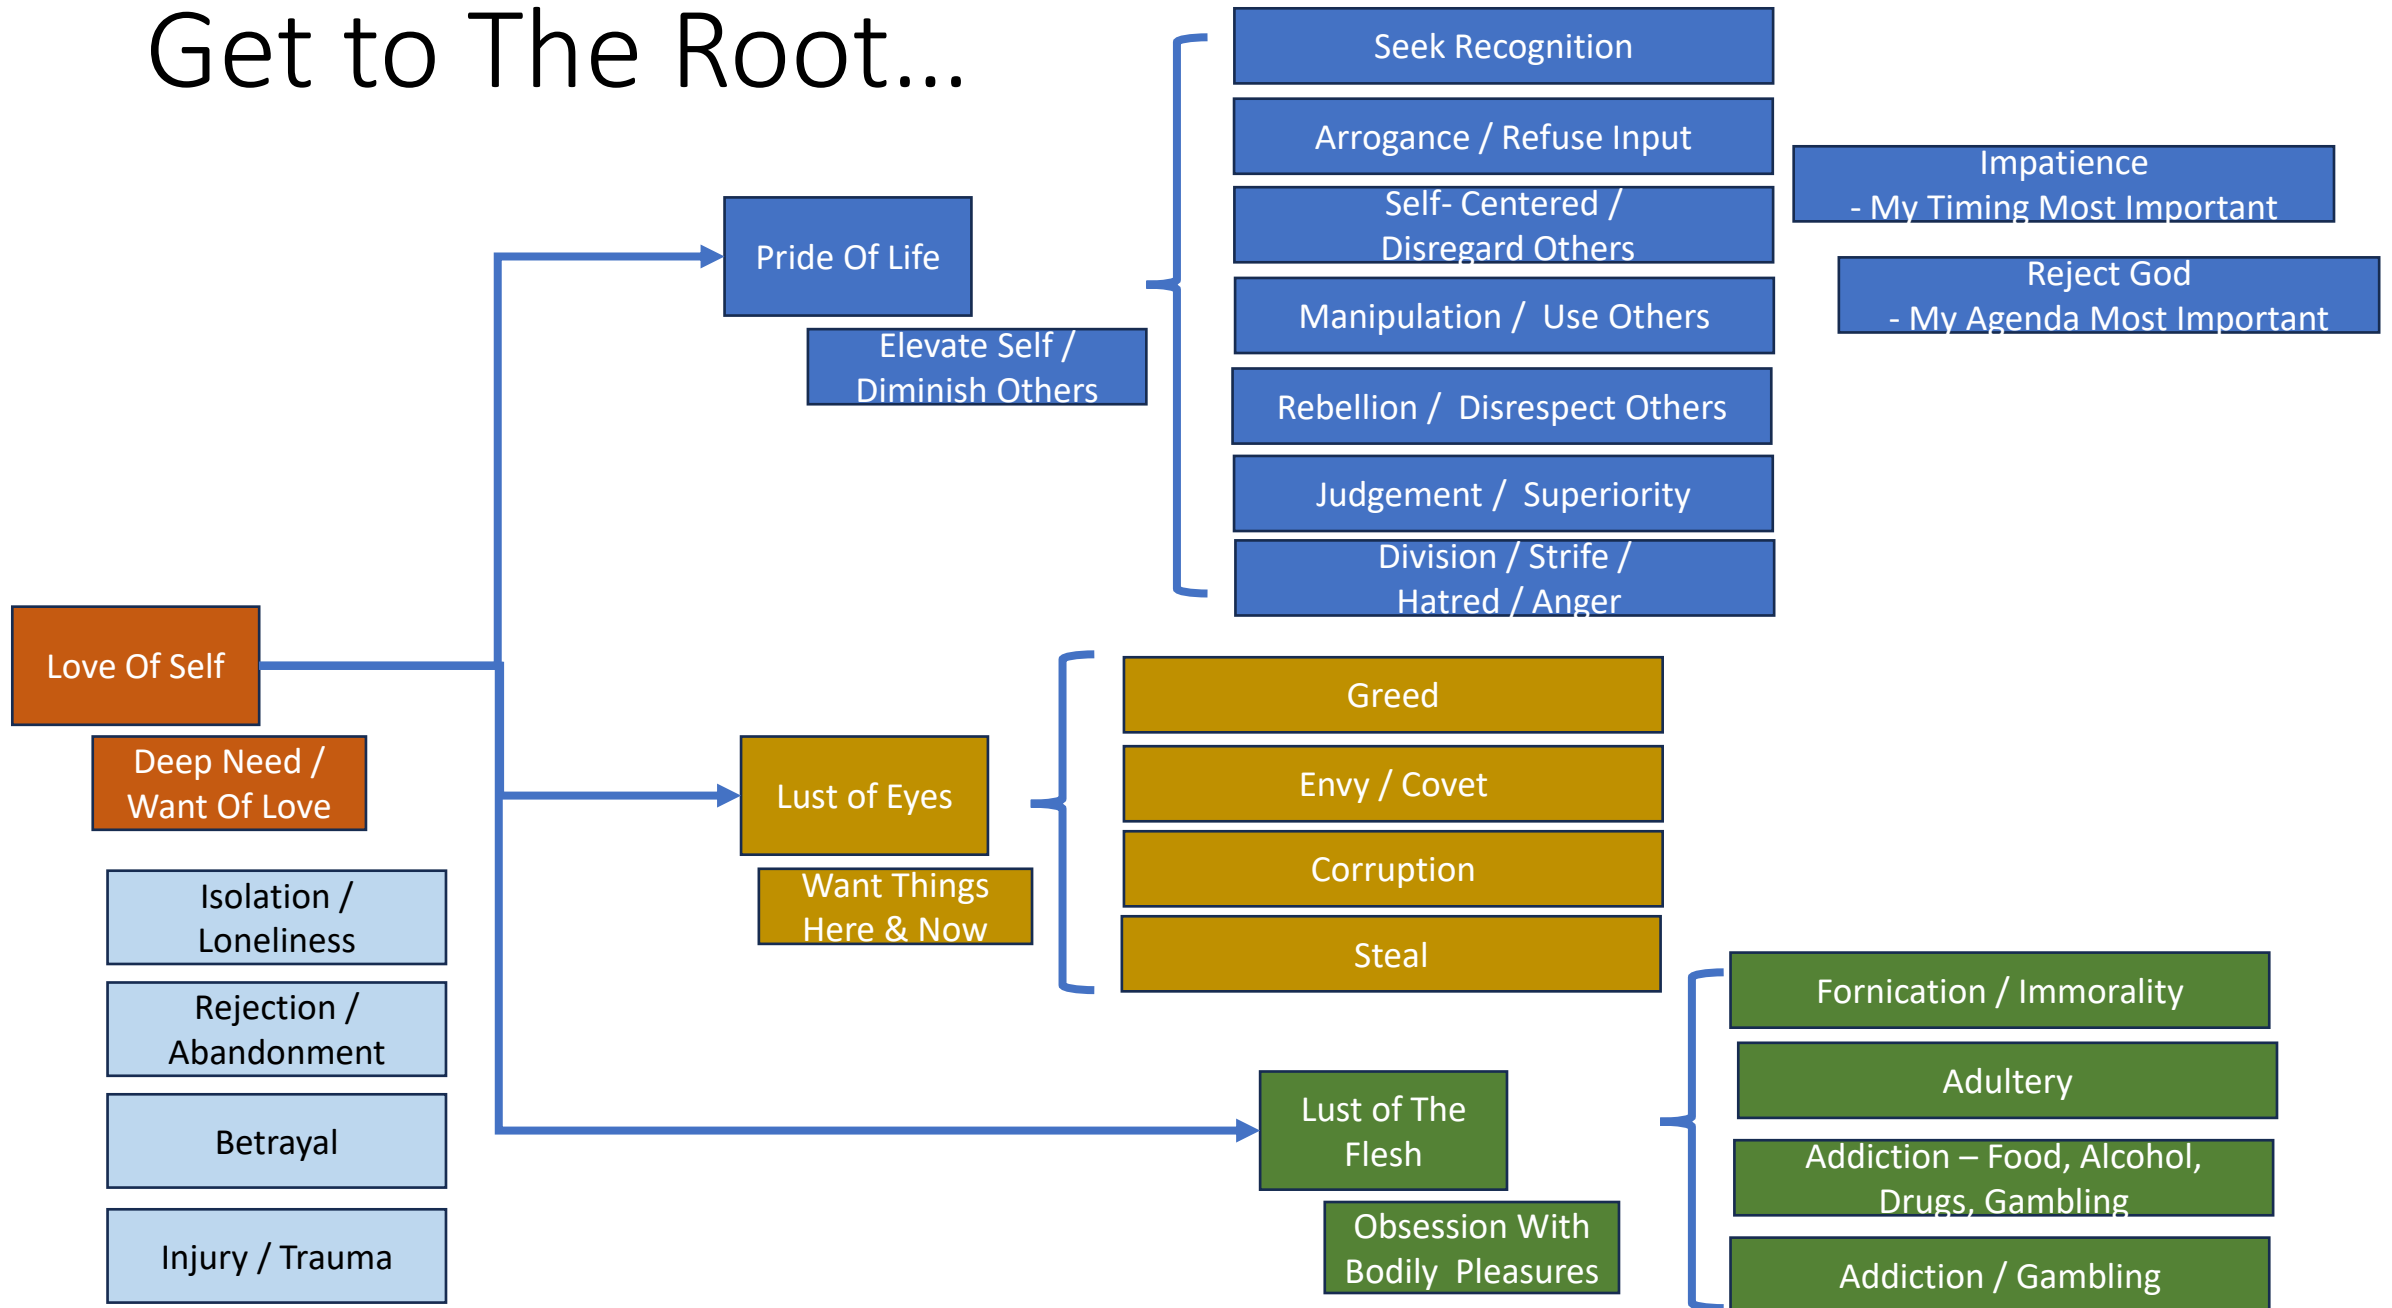 Get to The Root...
Seek Recognition
Arrogance / Refuse Input
Impatience
- My Timing Most Important
Self- Centered /
Disregard Others
Pride Of Life
Reject God
- My Agenda Most Important
Manipulation / Use Others
Elevate Self /
Diminish Others
Rebellion / Disrespect Others
Judgement / Superiority
Division / Strife /
Hatred / Anger
Love Of Self
Deep Need /
Want Of Love
Greed
Envy / Covet
Lust of Eyes
Want Things
Here & Now
Corruption
Steal
Isolation /
Loneliness
Rejection /
Abandonment
Betrayal
Injury / Trauma
Fornication / Immorality
Adultery
Lust of The
Flesh
Addiction – Food, Alcohol,
Drugs, Gambling
Obsession With
Bodily Pleasures
Addiction / Gambling